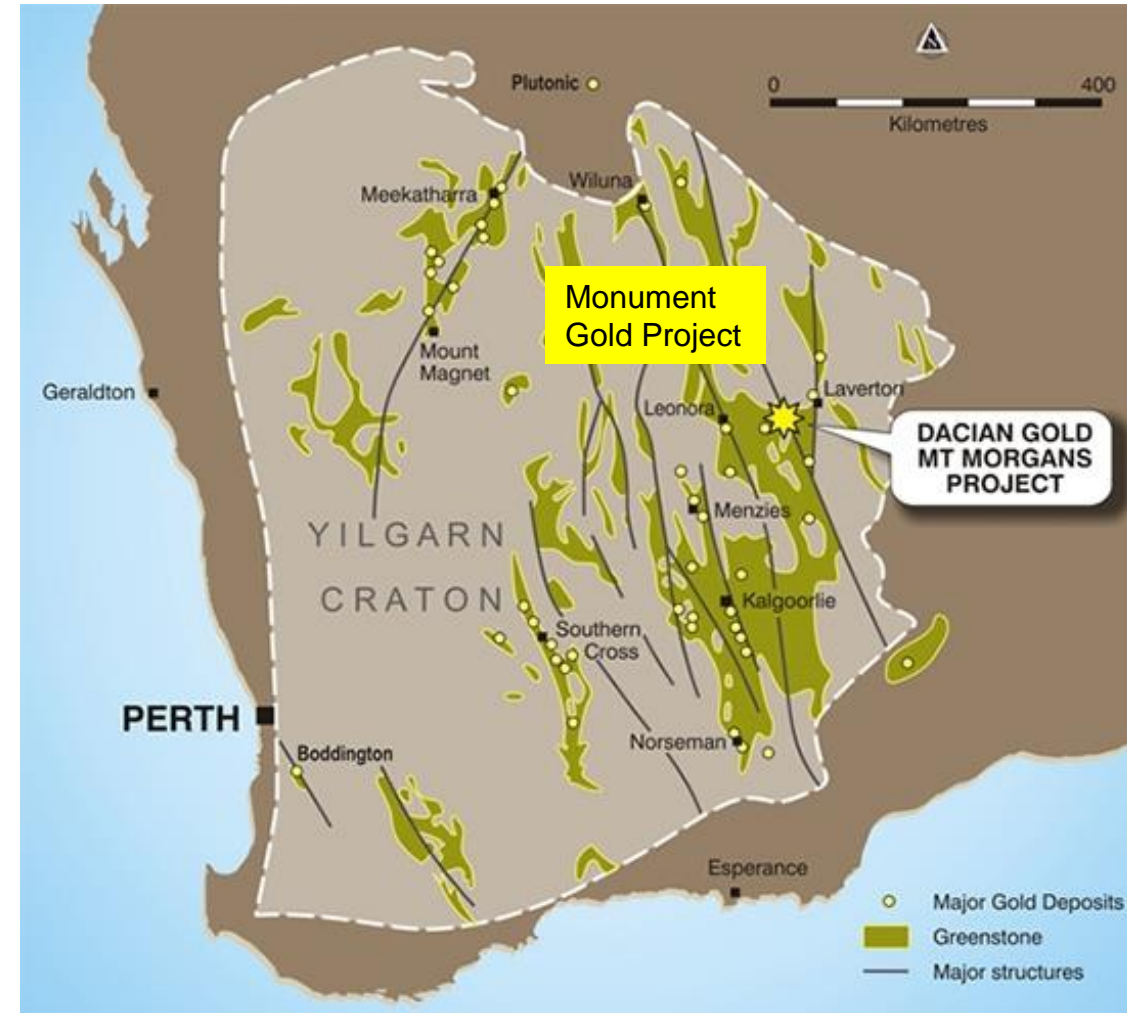 Plutonic
0
400
Kilometres
Meekatharra
Wiluna
Monument
Gold Project
Mount
Magnet
Geraldton
Laverton
Leonora
DACIAN GOLD
MT MORGANS
PROJECT
Menzies
YILGARN
CRATON
Kalgoorlie
Southern
Cross
PERTH
Norseman
Boddington
Esperance
Major Gold Deposits
Greenstone
Major structures